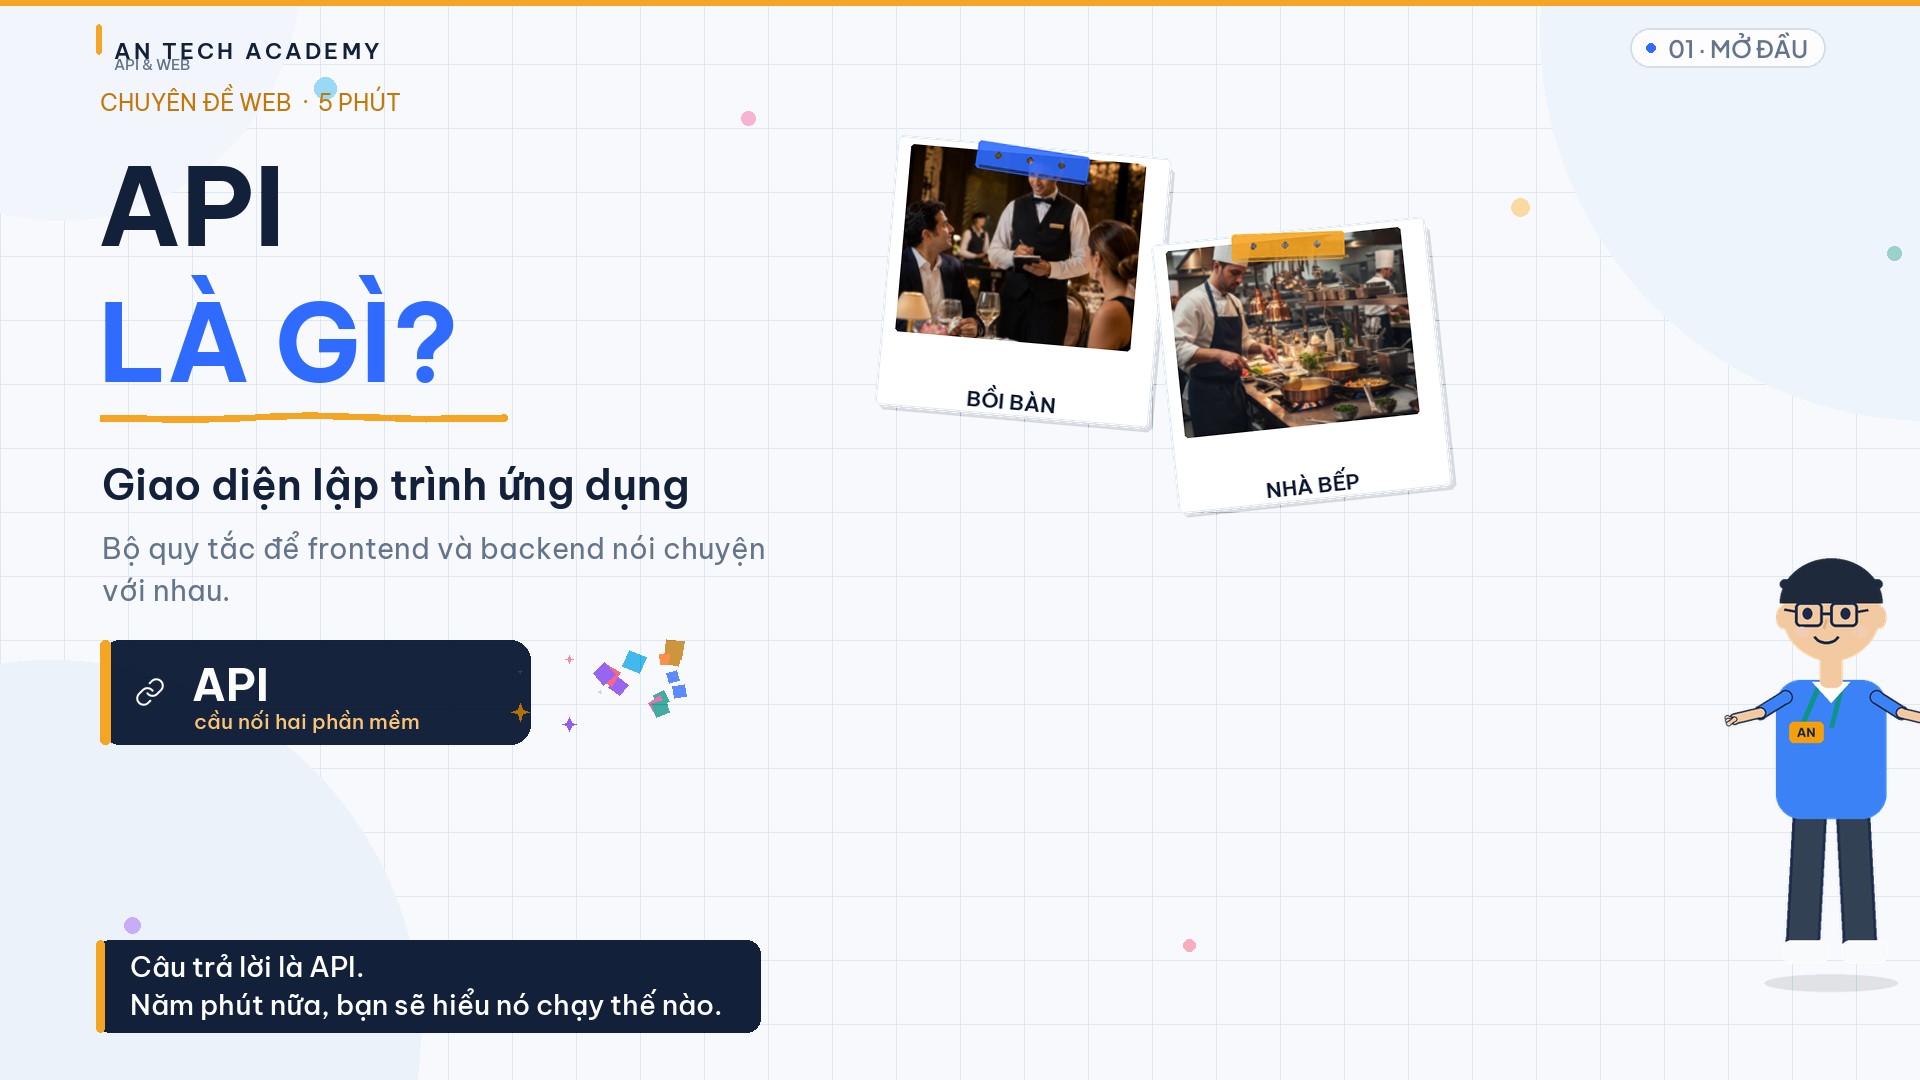 AN TECH ACADEMY
API & WEB
CHUYÊN ĐỀ WEB · 5 PHÚT
01 · MỞ ĐẦU
API
LÀ GÌ?
Giao diện lập trình ứng dụng
Bộ quy tắc để frontend và backend nói chuyện
với nhau.
API
cầu nối hai phần mềm
BỒI BÀN
NHÀ BẾP
AN
Câu trả lời là API.
Năm phút nữa, bạn sẽ hiểu nó chạy thế nào.